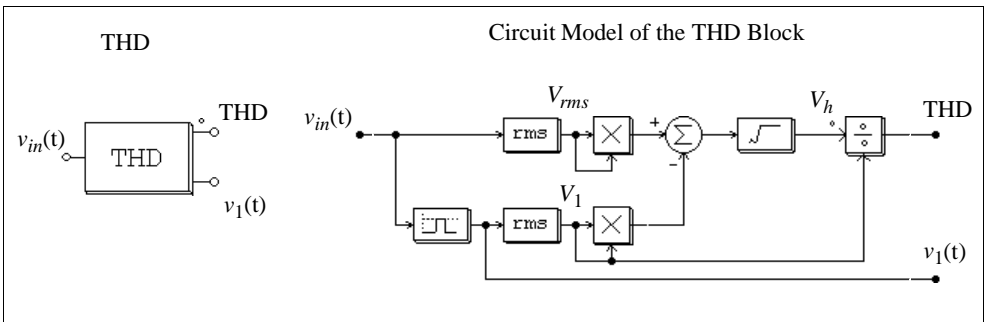 THD
Circuit Model of the THD Block
v_in(t)
THD
THD
v_1(t)
v_in(t)
V_rms
rms
+
Σ
-
√
V_h
÷
THD
V_1
rms
v_1(t)